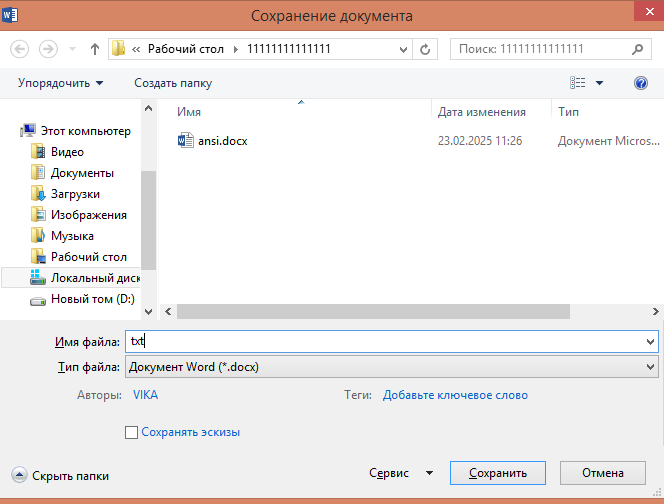 Сохранение документа
« Рабочий стол ▸ 11111111111111
Поиск: 11111111111111
Упорядочить
Создать папку
Имя
Дата изменения
Тип
Этот компьютер
Видео
Документы
Загрузки
Изображения
Музыка
Рабочий стол
Локальный диск
Новый том (D:)
ansi.docx 23.02.2025 11:26 Документ Micros...
Имя файла: txt
Тип файла: Документ Word (*.docx)
Авторы: VIKA
Теги: Добавьте ключевое слово
Сохранять эскизы
Скрыть папки
Сервис
Сохранить
Отмена